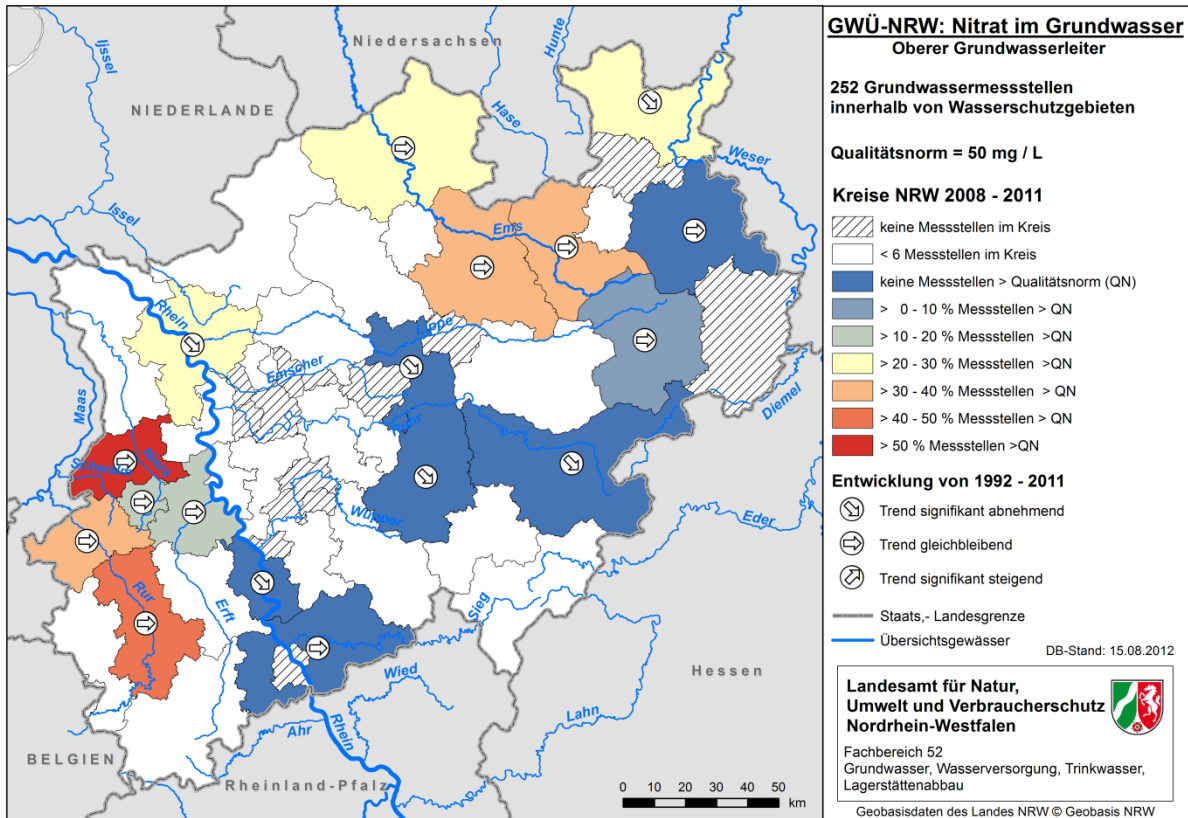 Niedersachsen
NIEDERLANDE
BELGIEN
Rheinland-Pfalz
Hessen
Ijssel
Hunte
Hase
Weser
Issel
Ems
Rhein
Lippe
Emscher
Maas
Ruhr
Diemel
Schwalm
Niers
Wupper
Eder
Rur
Erft
Sieg
Wied
Lahn
Ahr
Rhein
0 10 20 30 40 50
km
GWÜ-NRW: Nitrat im Grundwasser
Oberer Grundwasserleiter
252 Grundwassermessstellen
innerhalb von Wasserschutzgebieten
Qualitätsnorm = 50 mg / L
Kreise NRW 2008 - 2011
keine Messstellen im Kreis
< 6 Messstellen im Kreis
keine Messstellen > Qualitätsnorm (QN)
> 0 - 10 % Messstellen > QN
> 10 - 20 % Messstellen >QN
> 20 - 30 % Messstellen >QN
> 30 - 40 % Messstellen > QN
> 40 - 50 % Messstellen > QN
> 50 % Messstellen >QN
Entwicklung von 1992 - 2011
Trend signifikant abnehmend
Trend gleichbleibend
Trend signifikant steigend
Staats,- Landesgrenze
Übersichtsgewässer
DB-Stand: 15.08.2012
Landesamt für Natur,
Umwelt und Verbraucherschutz
Nordrhein-Westfalen
Fachbereich 52
Grundwasser, Wasserversorgung, Trinkwasser,
Lagerstättenabbau
Geobasisdaten des Landes NRW © Geobasis NRW